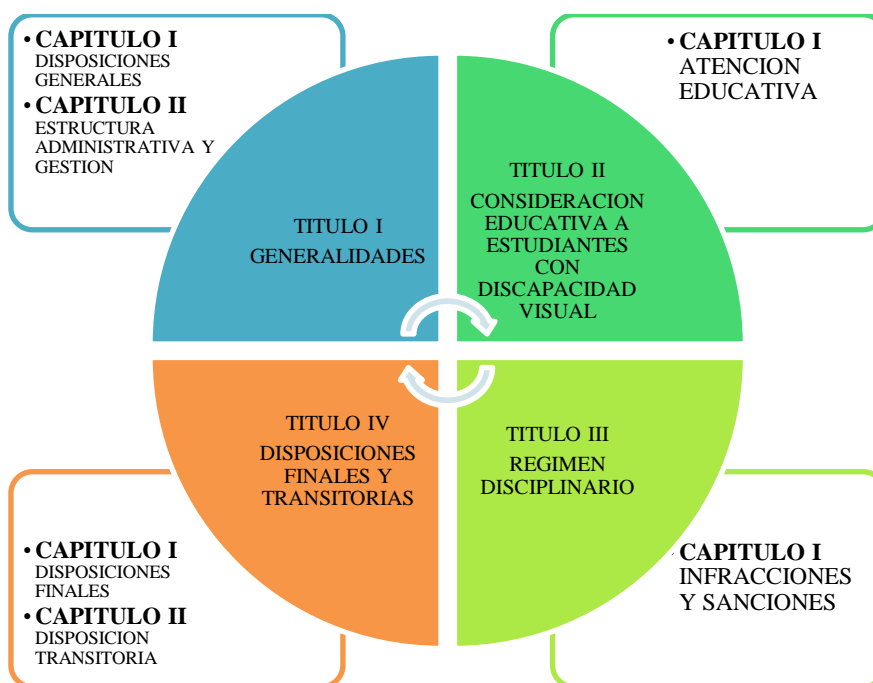 • CAPITULO I
DISPOSICIONES
GENERALES
• CAPITULO II
ESTRUCTURA
ADMINISTRATIVA Y
GESTION
TITULO I
GENERALIDADES
• CAPITULO I
ATENCION
EDUCATIVA
TITULO II
CONSIDERACION
EDUCATIVA A
ESTUDIANTES
CON
DISCAPACIDAD
VISUAL
TITULO III
REGIMEN
DISCIPLINARIO
CAPITULO I
INFRACCIONES
Y SANCIONES
TITULO IV
DISPOSICIONES
FINALES Y
TRANSITORIAS
• CAPITULO I
DISPOSICIONES
FINALES
• CAPITULO II
DISPOSICION
TRANSITORIA